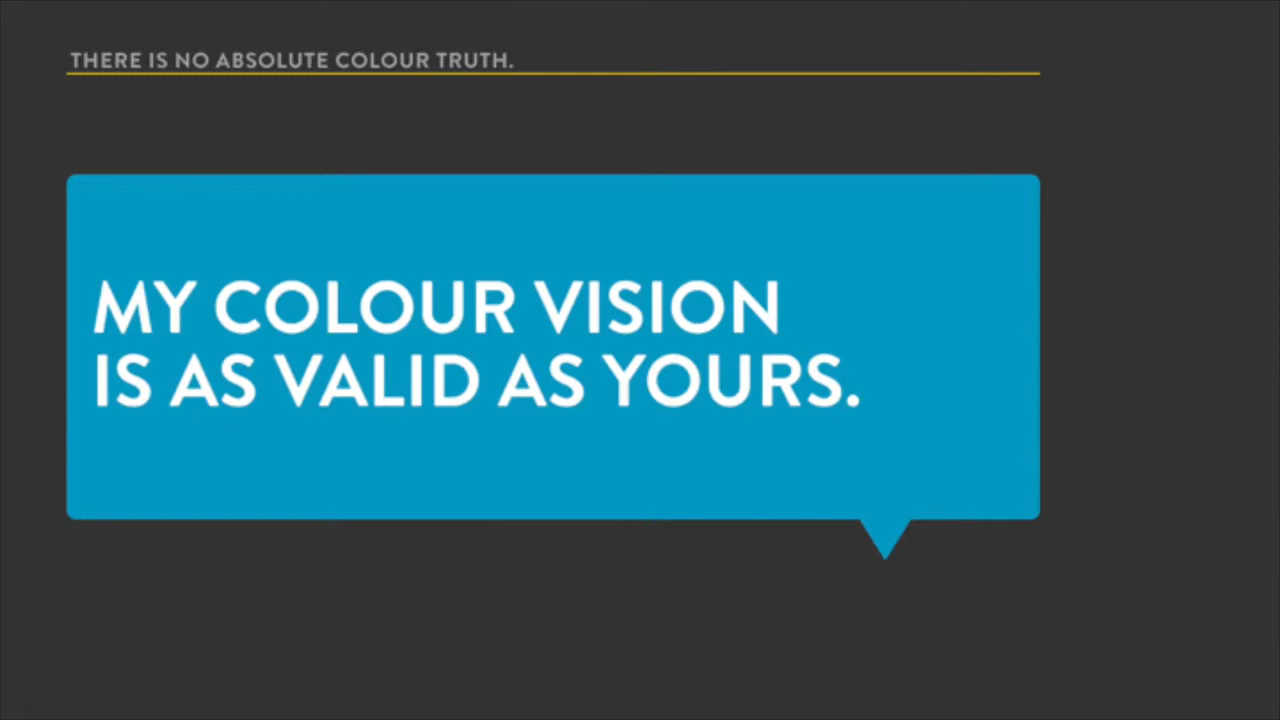 THERE IS NO ABSOLUTE COLOUR TRUTH.
MY COLOUR VISION
IS AS VALID AS YOURS.